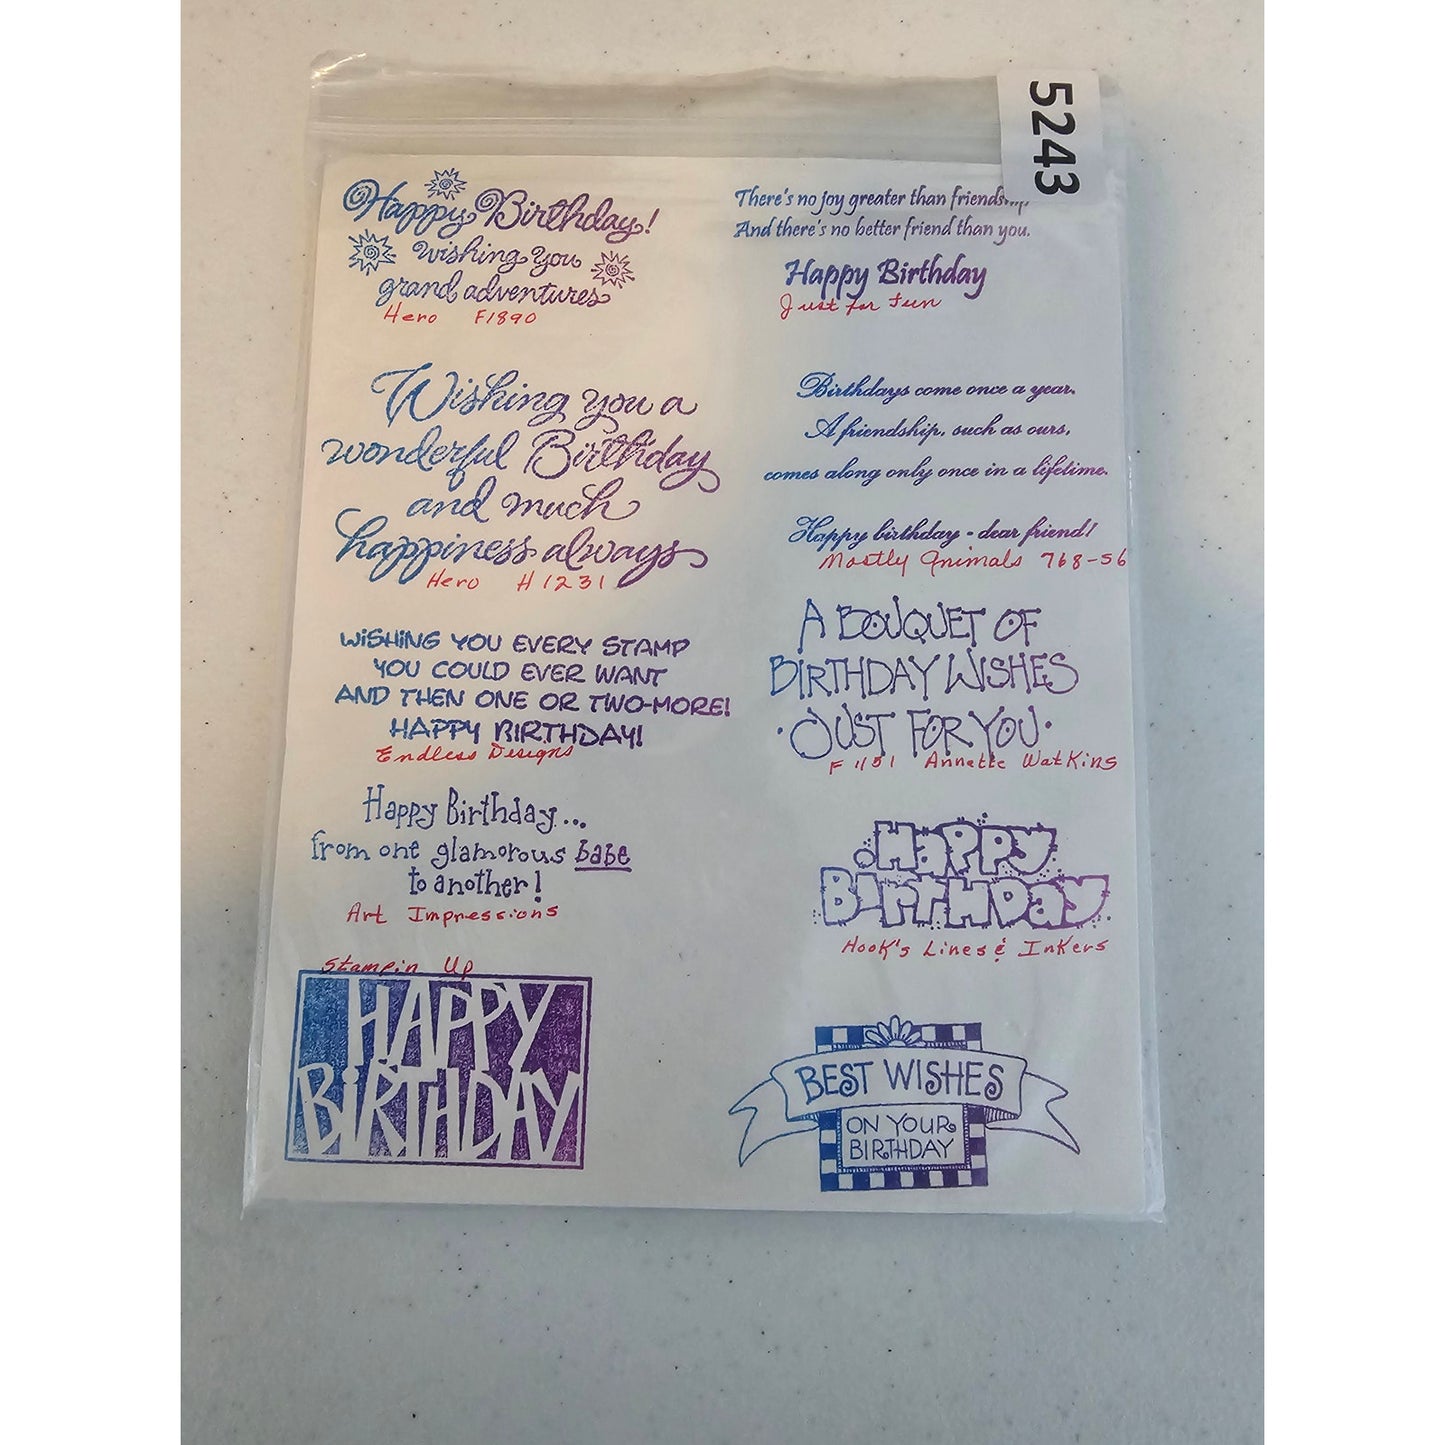 5243
Happy Birthday!
Wishing you
grand adventures
Hero F1890
Wishing you a
wonderful Birthday
and much
happiness always
Hero H1231
WISHING YOU EVERY STAMP
YOU COULD EVER WANT
AND THEN ONE OR TWO-MORE!
HAPPY BIRTHDAY!
Endless Designs
Happy Birthday...
from one glamorous babe
to another!
Art Impressions
Stampin Up
HAPPY
BIRTHDAY
There's no joy greater than
And there's no better friend than you.
Happy Birthday
Just for Fun
Birthdays come once a year.
A friendship, such as ours,
comes along only once in a lifetime.
Happy birthday - dear friend!
Mostly Animals 768-56
A BOUQUET OF
BIRTHDAY WISHES
·JUST FOR YOU·
F1151 Annette Watkins
HAPPY
BIRTHDAY
Hook's Lines & Inkers
BEST WISHES
ON YOUR
BIRTHDAY